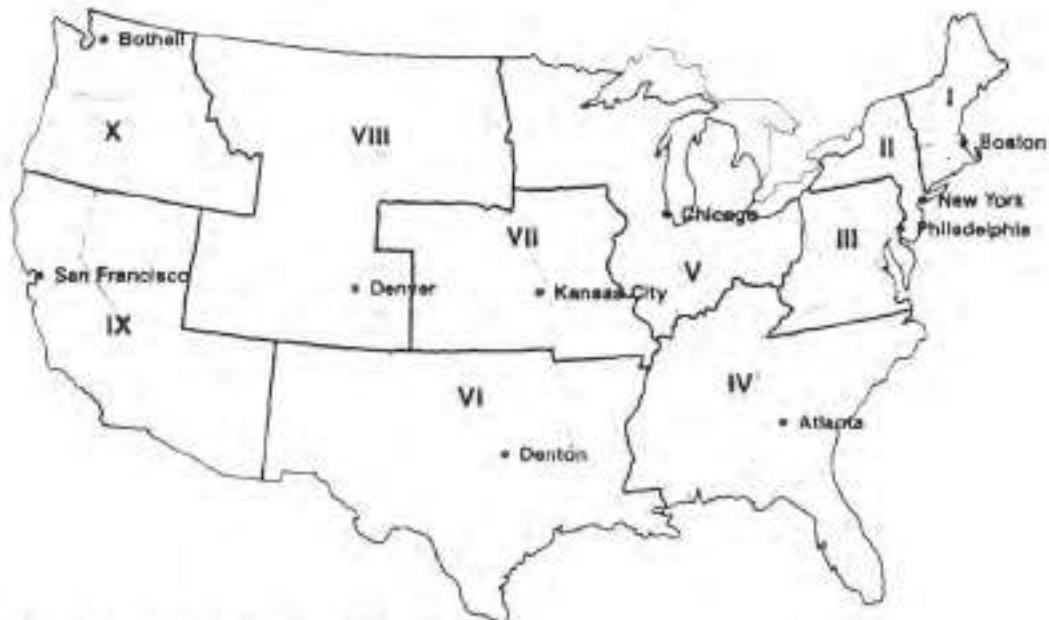 Bothell
I
X
VIII
II
Boston
New York
Chicago
Philadelphia
VII
III
San Francisco
V
Denver
Kansas City
IX
VI
IV
Atlanta
Denton